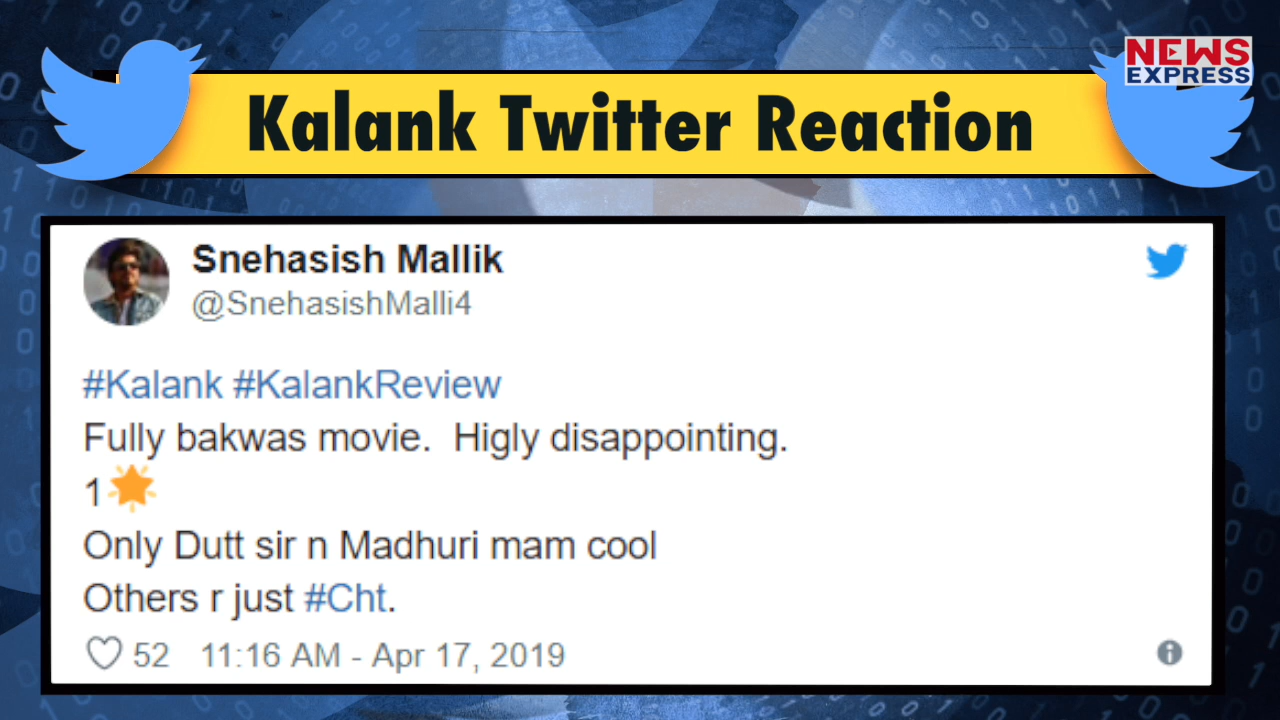 NEWS
EXPRESS
Kalank Twitter Reaction
Snehasish Mallik
@SnehasishMalli4
#Kalank #KalankReview
Fully bakwas movie.  Higly disappointing.
1🌟
Only Dutt sir n Madhuri mam cool
Others r just #Cht.
52 11:16 AM - Apr 17, 2019